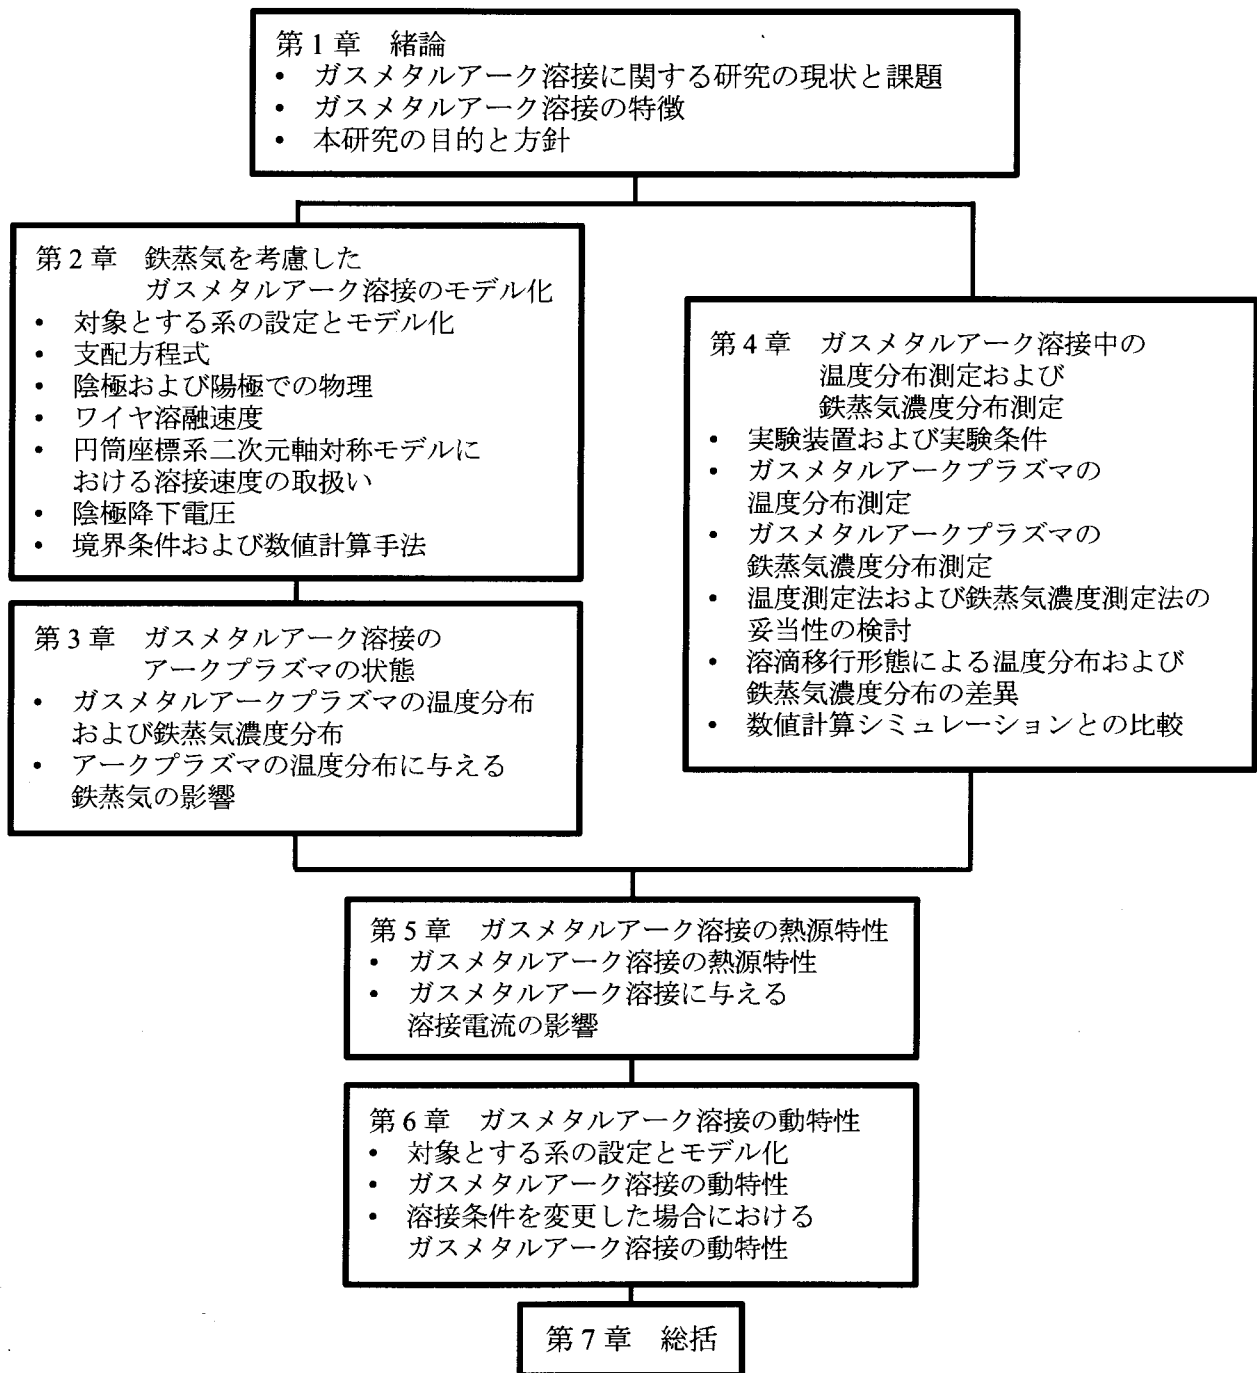 第1章　緒論
• ガスメタルアーク溶接に関する研究の現状と課題
• ガスメタルアーク溶接の特徴
• 本研究の目的と方針
第2章　鉄蒸気を考慮した
ガスメタルアーク溶接のモデル化
• 対象とする系の設定とモデル化
• 支配方程式
• 陰極および陽極での物理
• ワイヤ溶融速度
• 円筒座標系二次元軸対称モデルに
おける溶接速度の取扱い
• 陰極降下電圧
• 境界条件および数値計算手法
第3章　ガスメタルアーク溶接の
アークプラズマの状態
• ガスメタルアークプラズマの温度分布
および鉄蒸気濃度分布
• アークプラズマの温度分布に与える
鉄蒸気の影響
第4章　ガスメタルアーク溶接中の
温度分布測定および
鉄蒸気濃度分布測定
• 実験装置および実験条件
• ガスメタルアークプラズマの
温度分布測定
• ガスメタルアークプラズマの
鉄蒸気濃度分布測定
• 温度測定法および鉄蒸気濃度測定法の
妥当性の検討
• 溶滴移行形態による温度分布および
鉄蒸気濃度分布の差異
• 数値計算シミュレーションとの比較
第5章　ガスメタルアーク溶接の熱源特性
• ガスメタルアーク溶接の熱源特性
• ガスメタルアーク溶接に与える
溶接電流の影響
第6章　ガスメタルアーク溶接の動特性
• 対象とする系の設定とモデル化
• ガスメタルアーク溶接の動特性
• 溶接条件を変更した場合における
ガスメタルアーク溶接の動特性
第7章　総括